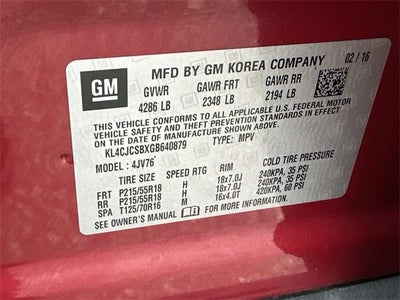 GM
MFD BY GM KOREA COMPANY 02 / 16
GVWR GAWR FRT GAWR RR
4286 LB 2348 LB 2194 LB
THIS VEHICLE CONFORMS TO ALL APPLICABLE U.S. FEDERAL MOTOR
VEHICLE SAFETY AND THEFT PREVENTION STANDARDS IN EFFECT
ON THE DATE OF MANUFACTURE SHOWN ABOVE.
KL4CJCSBXGB640879 TYPE: MPV
MODEL : 4JV76
TIRE SIZE SPEED RTG RIM COLD TIRE PRESSURE
FRT P215/55R18 H 18x7.0J 240KPA, 35 PSI
RR P215/55R18 H 18x7.0J 240KPA, 35 PSI
SPA T125/70R16 M 16x4.0T 420KPA, 60 PSI
SEE OWNER'S MANUAL FOR MORE INFORMATION.